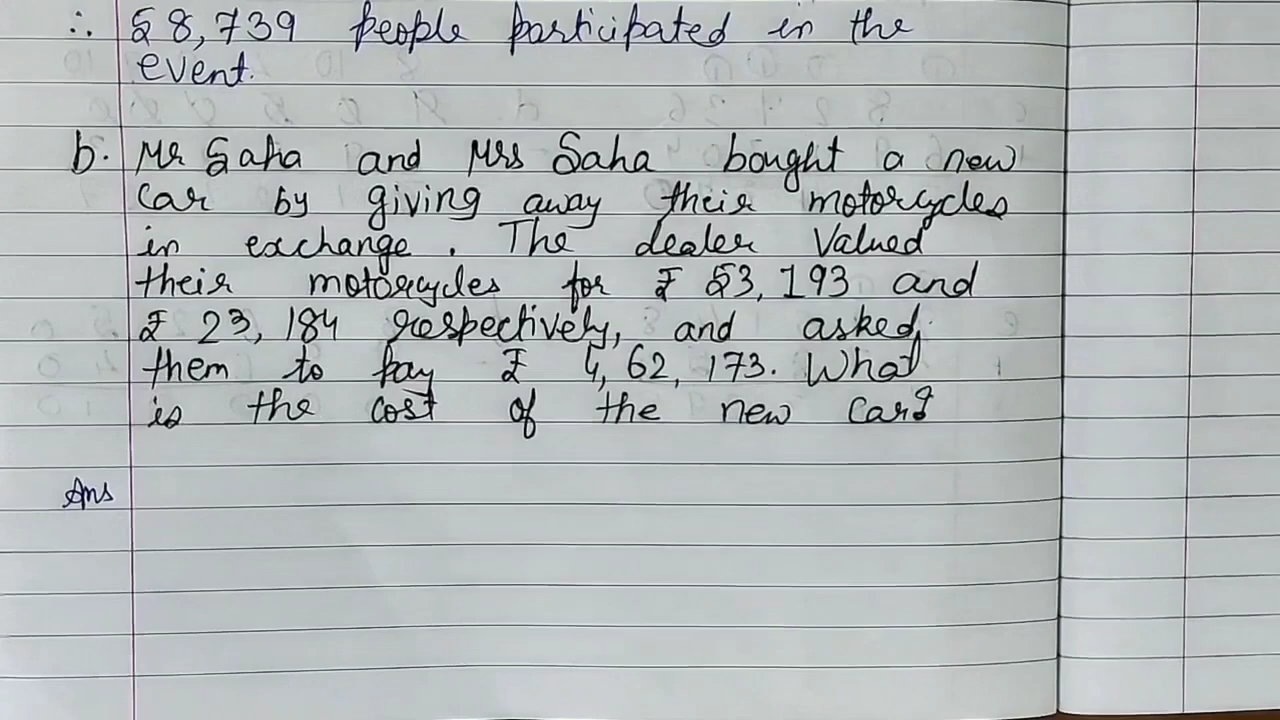 ∴ 58,739 people participated in the
event.
b. Mr Saha and Mrs Saha bought a new
car by giving away their motorcycles
in exchange. The dealer valued
their motorcycles for ₹ 53,193 and
₹ 23,184 respectively, and asked
them to pay ₹ 4,62,173. What
is the cost of the new car?
Ans